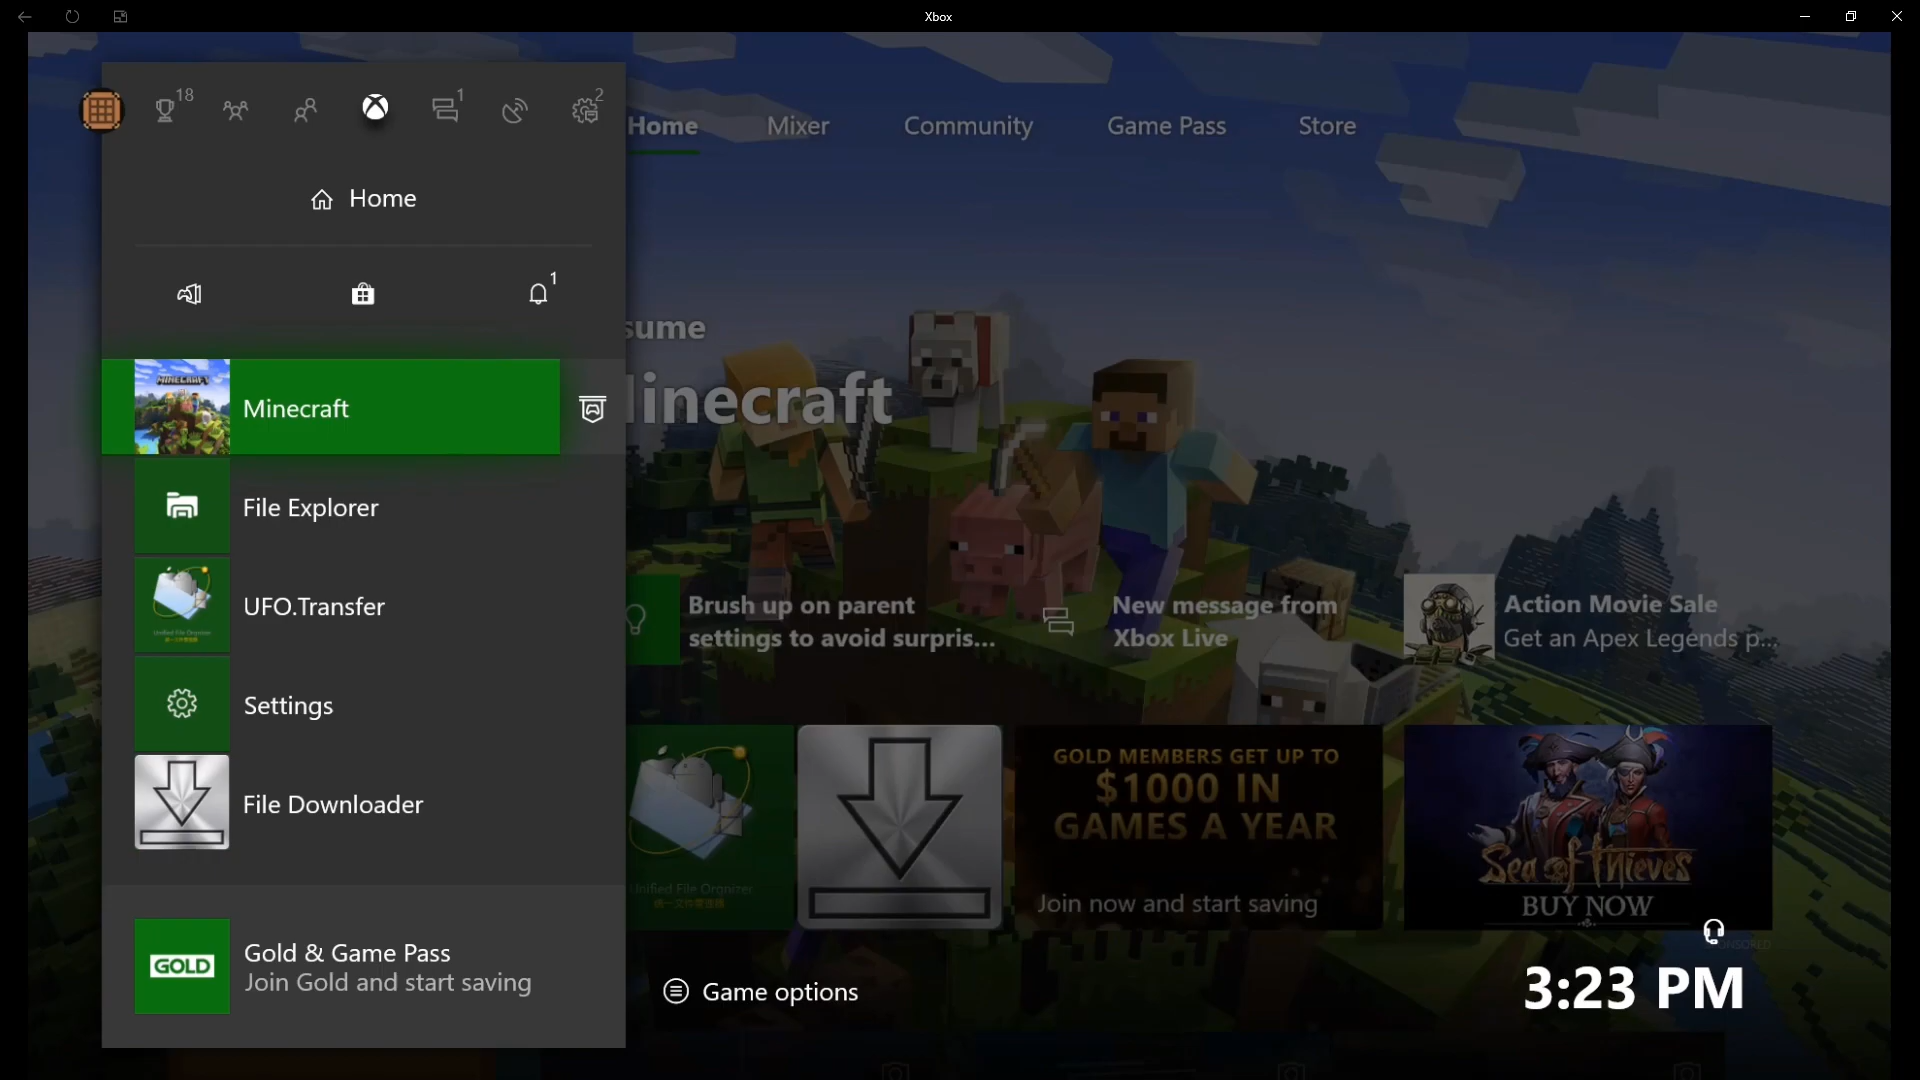 Xbox
18
1
2
Home
Mixer
Community
Game Pass
Store
Home
1
sume
inecraft
MINECRAFT
Minecraft
File Explorer
UFO.Transfer
Settings
File Downloader
GOLD
Gold & Game Pass
Join Gold and start saving
Brush up on parent
settings to avoid surpris...
New message from
Xbox Live
Action Movie Sale
Get an Apex Legends p...
GOLD MEMBERS GET UP TO
$1000 IN
GAMES A YEAR
Join now and start saving
Sea of Thieves
BUY NOW
Game options
3:23 PM